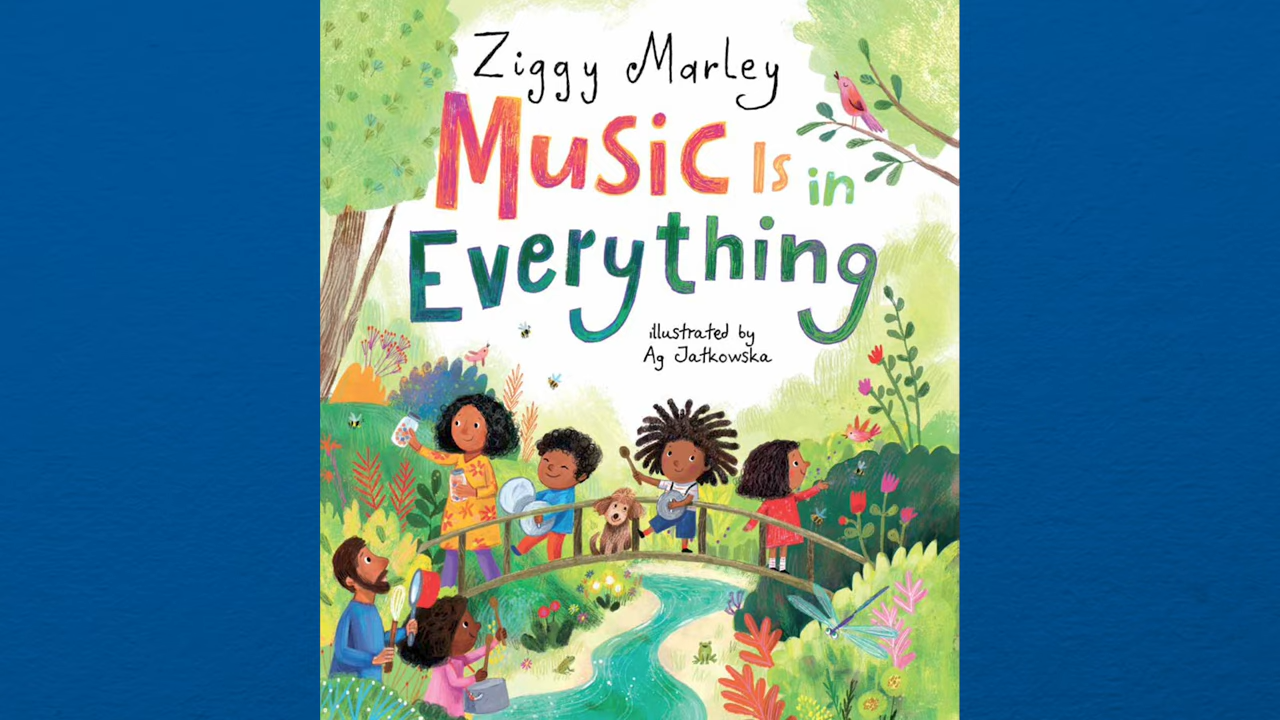 Ziggy Marley
Music Is in
Everything
illustrated by
Ag Jatkowska